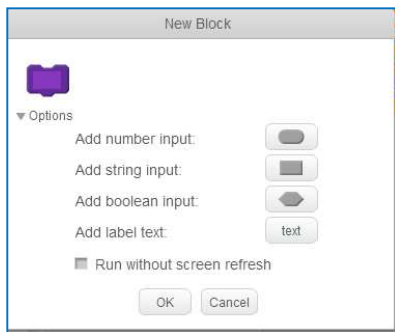 New Block
Options
Add number input:
Add string input:
Add boolean input:
Add label text: text
Run without screen refresh
OK Cancel